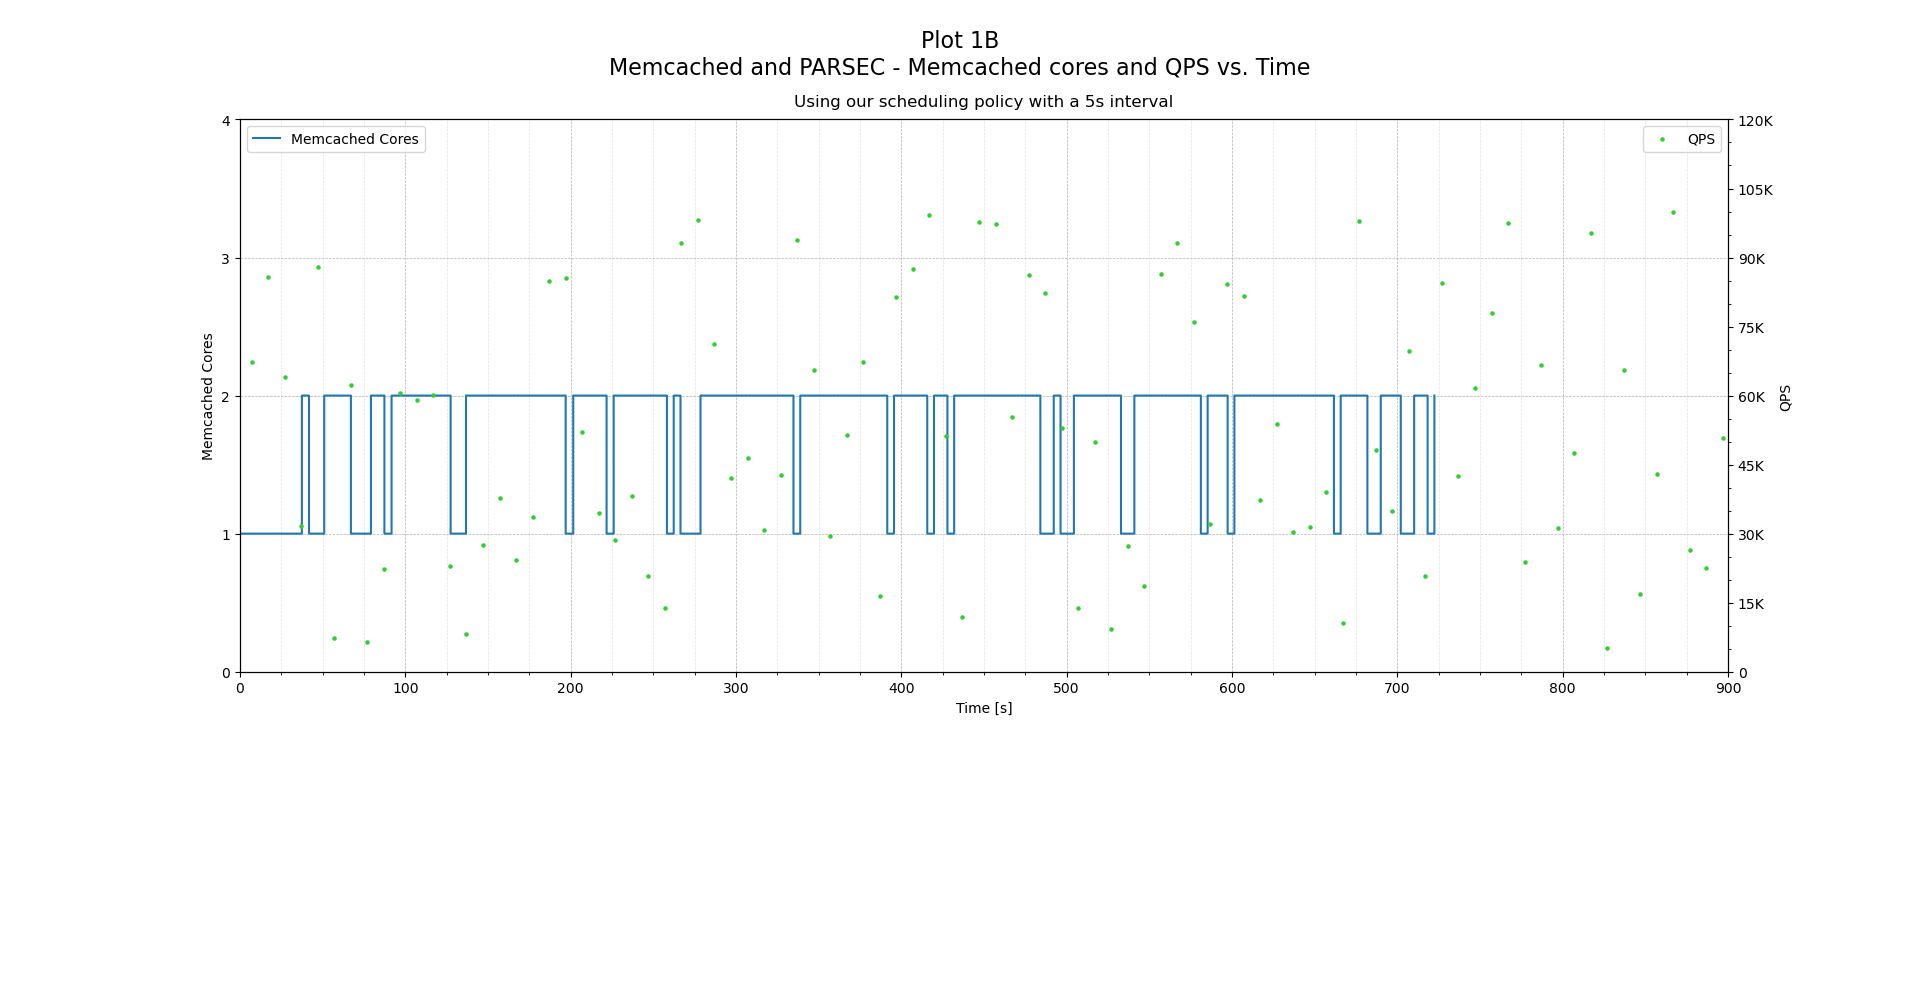 Plot 1B
Memcached and PARSEC - Memcached cores and QPS vs. Time
Using our scheduling policy with a 5s interval
Memcached Cores
QPS
4
3
2
1
0
Memcached Cores
120K
105K
90K
75K
60K
45K
30K
15K
0
QPS
0 100 200 300 400 500 600 700 800 900
Time [s]